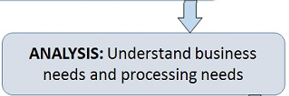 ANALYSIS: Understand business
needs and processing needs